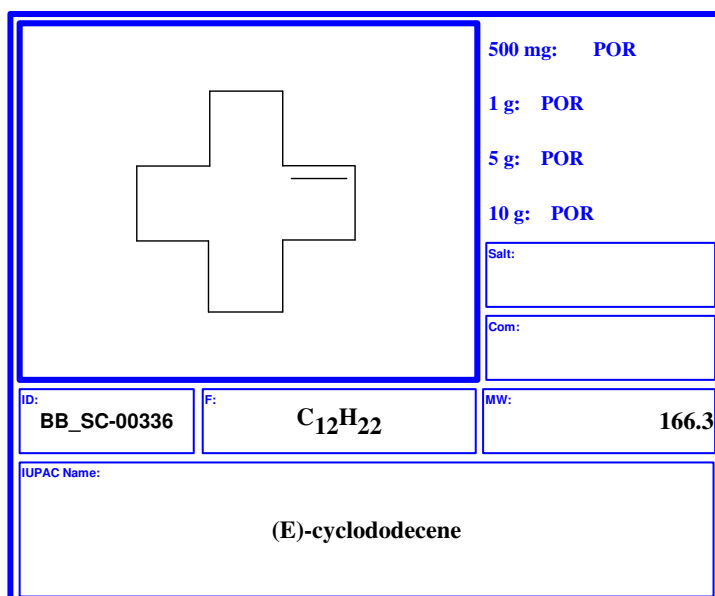 500 mg: POR
1 g: POR
5 g: POR
10 g: POR
Salt:
Com:
ID:
BB_SC-00336
F:
C12H22
MW:
166.3
IUPAC Name:
(E)-cyclododecene